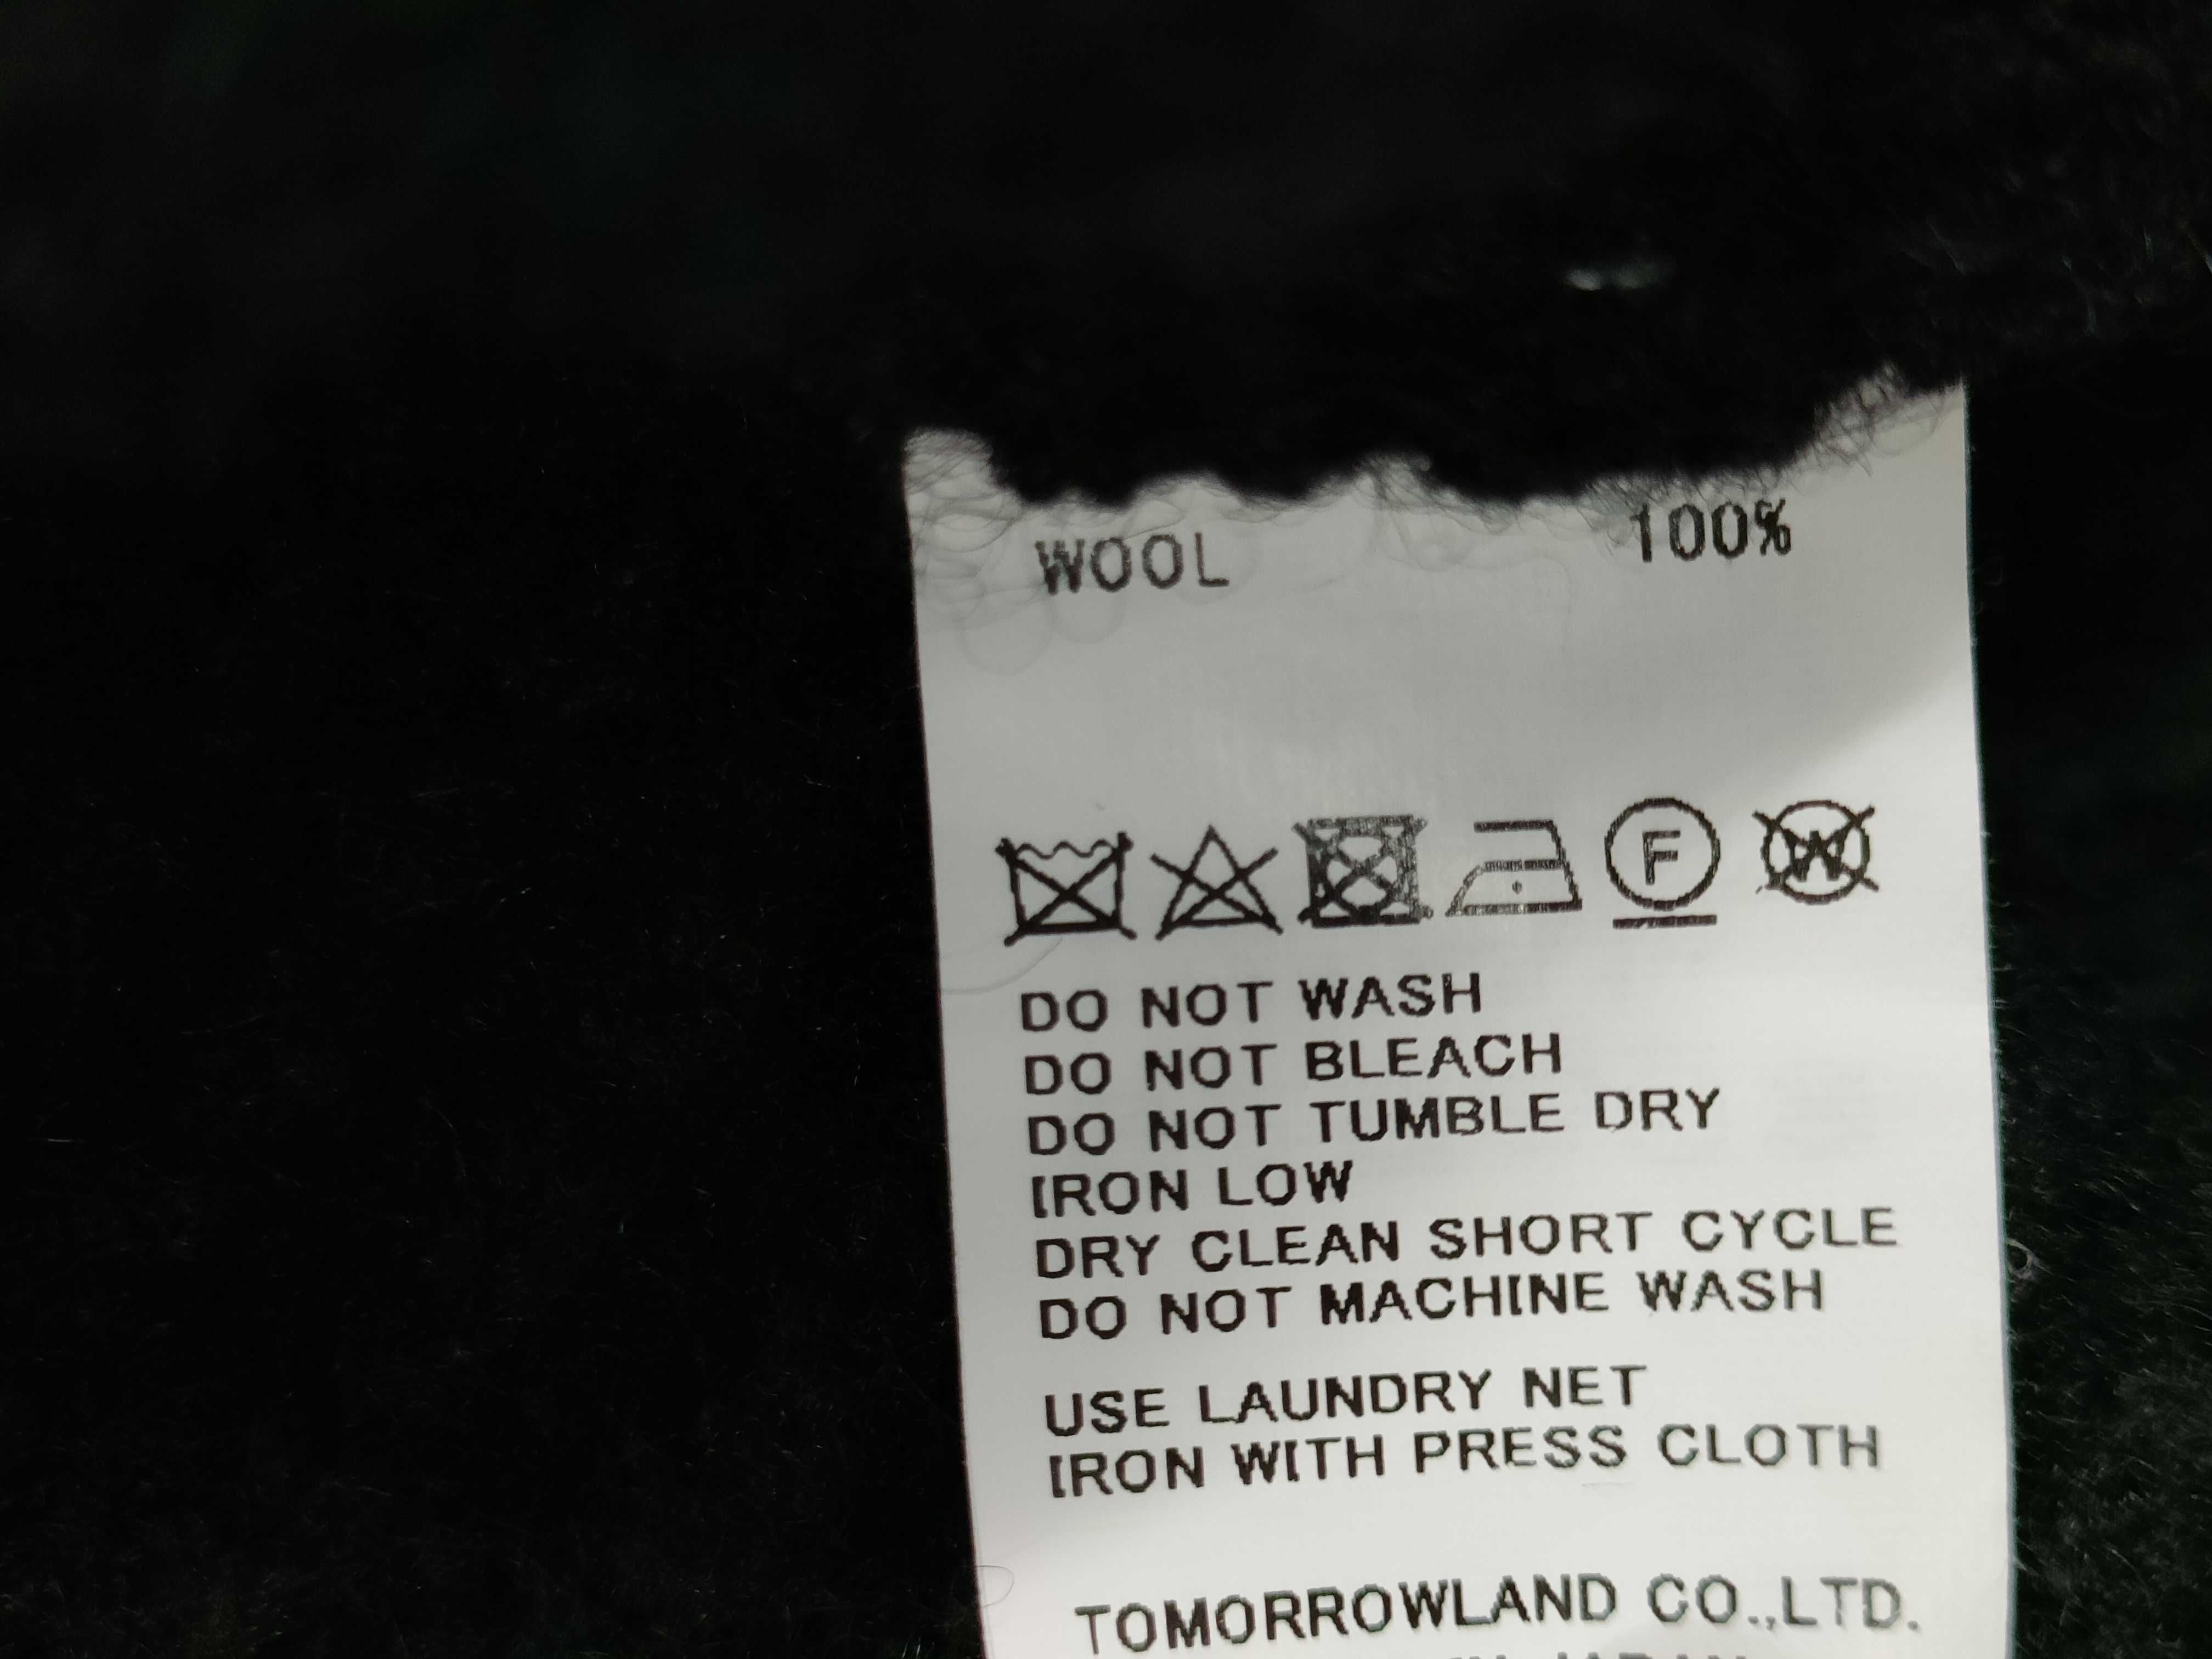 WOOL 100%
F W
DO NOT WASH
DO NOT BLEACH
DO NOT TUMBLE DRY
IRON LOW
DRY CLEAN SHORT CYCLE
DO NOT MACHINE WASH
USE LAUNDRY NET
IRON WITH PRESS CLOTH
TOMORROWLAND CO.,LTD.